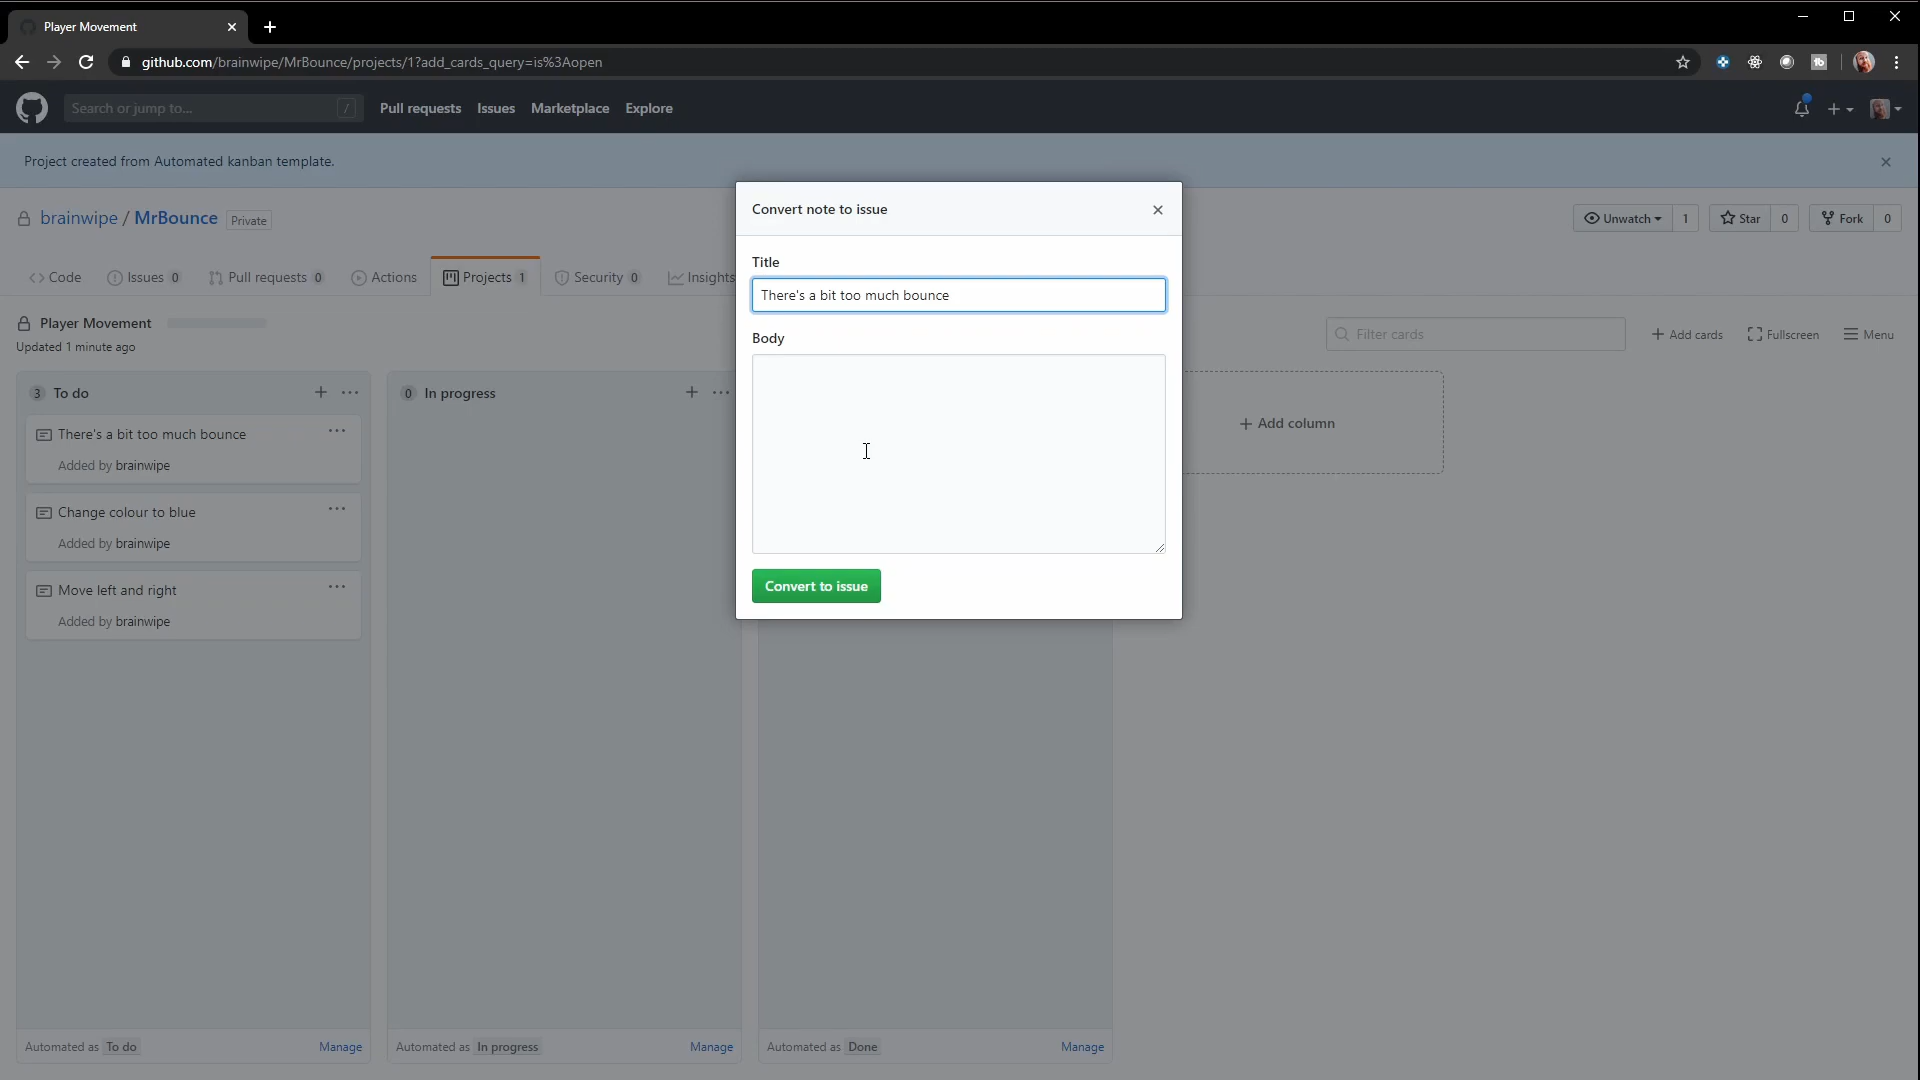 Player Movement
github.com/brainwipe/MrBounce/projects/1?add_cards_query=is%3Aopen
Search or jump to... / Pull requests Issues Marketplace Explore
Project created from Automated kanban template.
brainwipe / MrBounce Private
Unwatch 1 Star 0 Fork 0
Code Issues 0 Pull requests 0 Actions Projects 1 Security 0 Insights
Player Movement
Updated 1 minute ago
Filter cards
+ Add cards Fullscreen Menu
3 To do
There's a bit too much bounce
Added by brainwipe
Change colour to blue
Added by brainwipe
Move left and right
Added by brainwipe
Automated as To do Manage
0 In progress
Automated as In progress Manage
Convert note to issue
Title
There's a bit too much bounce
Body
Convert to issue
Automated as Done Manage
+ Add column